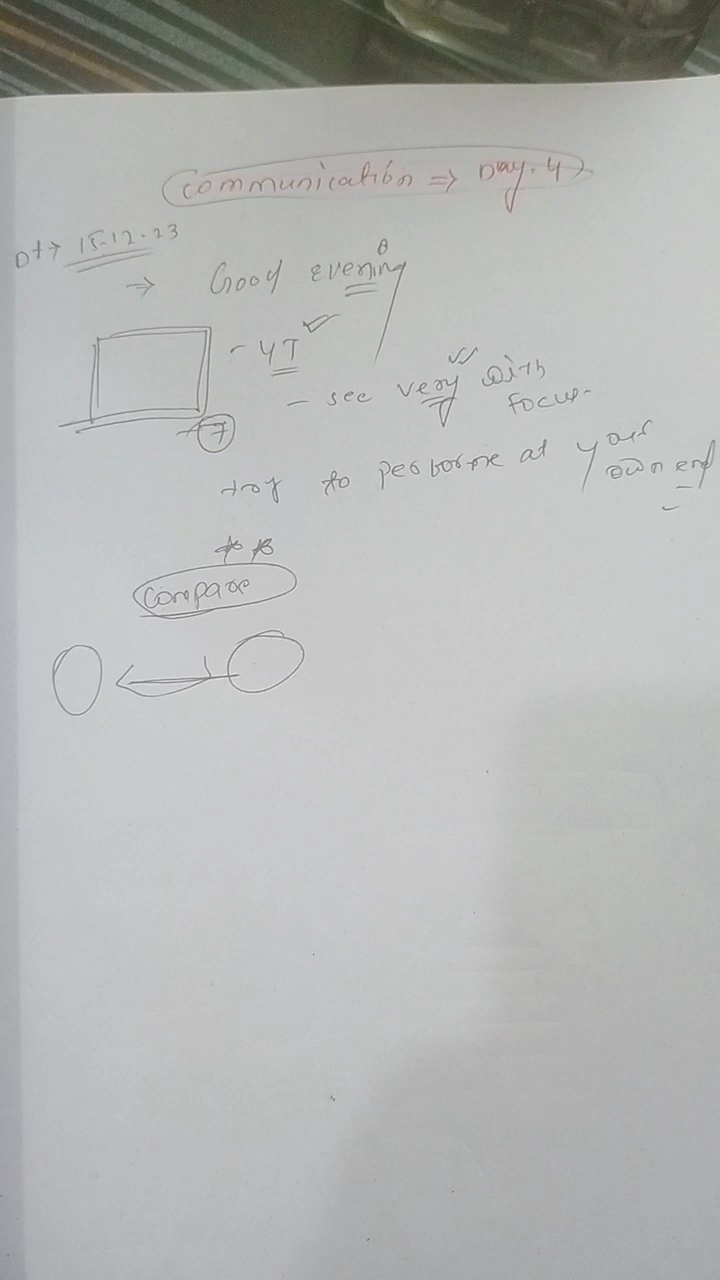 Communication ⇒ Day. 4
Dt→ 15-12-23
⇒ Good evening
- YT ✓
- see very with
focus.
7
try to perborme at your
own end
Compare